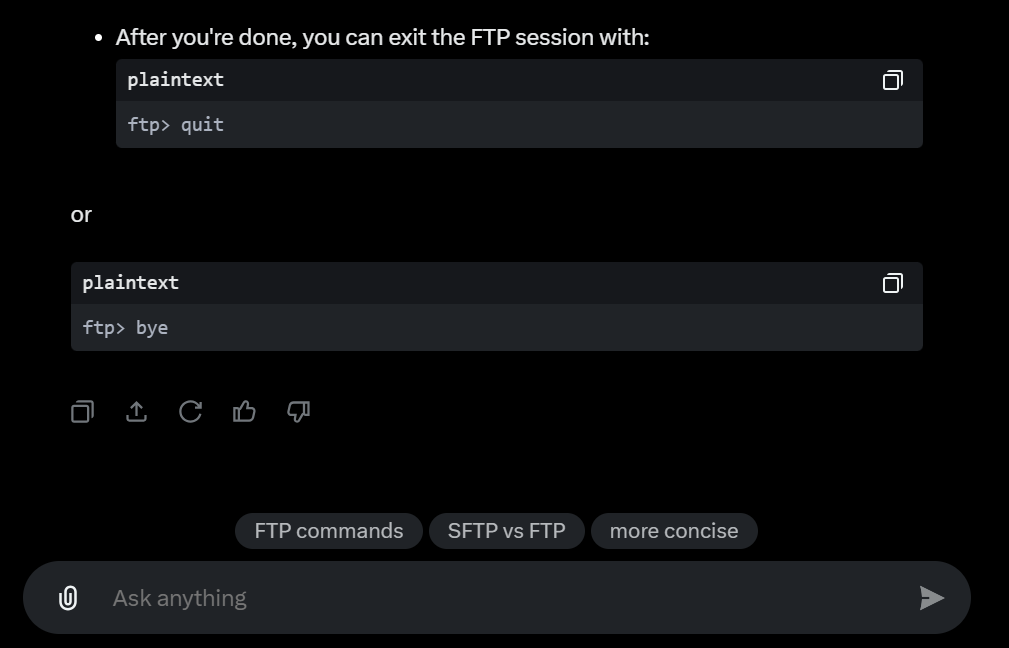 After you're done, you can exit the FTP session with:
plaintext
ftp> quit
or
plaintext
ftp> bye
FTP commands
SFTP vs FTP
more concise
Ask anything